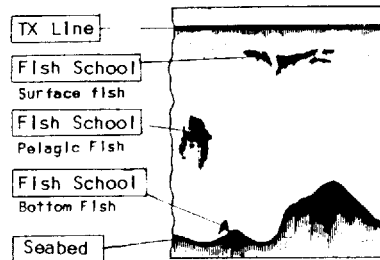 TX Line
Fish School
Surface fish
Fish School
Pelagic Fish
Fish School
Bottom Fish
Seabed